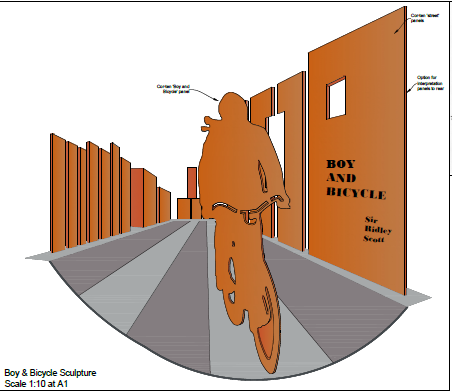 Corten 'street'
panels
Corten 'Boy and
Bicycle' panel
Option for
interpretation
panels to rear
BOY
AND
BICYCLE
Sir
Ridley
Scott
Boy & Bicycle Sculpture
Scale 1:10 at A1